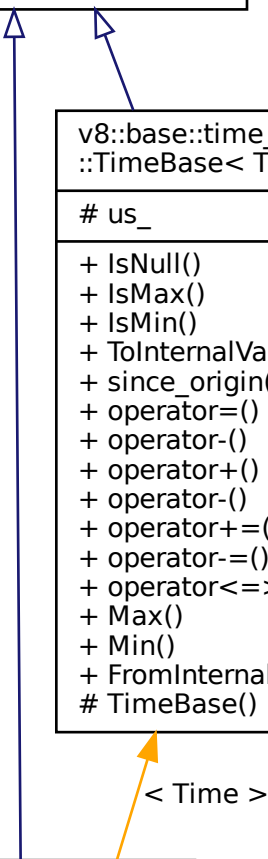 v8::base::time_
::TimeBase< T
# us_
+ IsNull()
+ IsMax()
+ IsMin()
+ ToInternalVa
+ since_origin(
+ operator=()
+ operator-()
+ operator+()
+ operator-()
+ operator+=(
+ operator-=()
+ operator<=>
+ Max()
+ Min()
+ FromInternal
# TimeBase()
< Time >